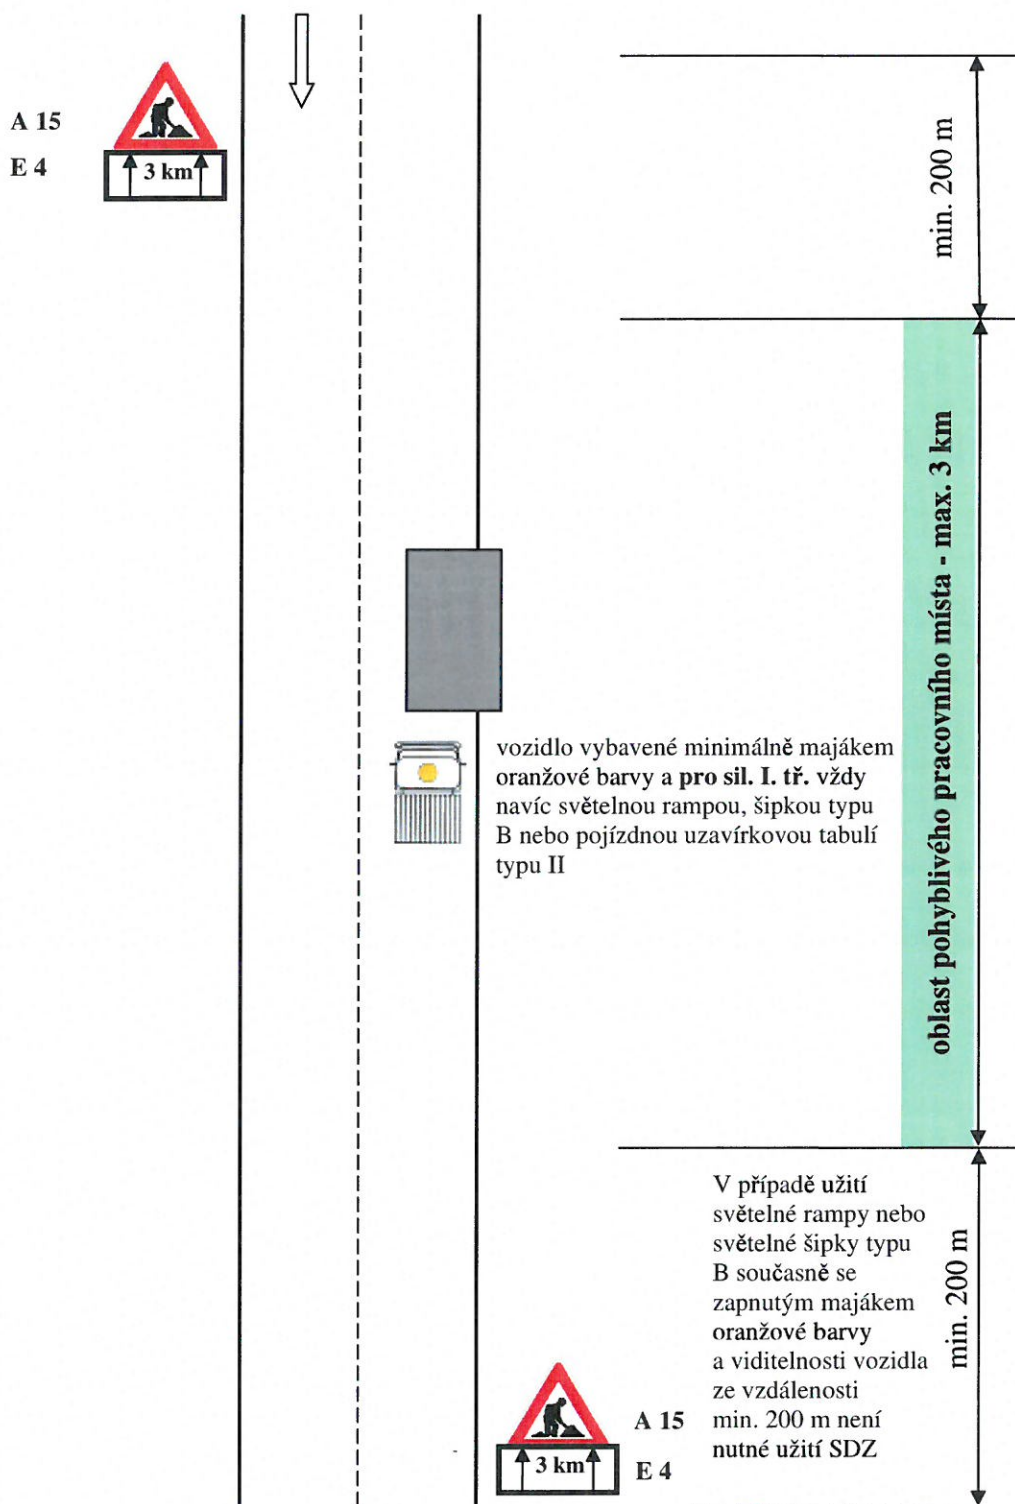 A 15
E 4
3 km
min. 200 m
oblast pohyblivého pracovního místa - max. 3 km
vozidlo vybavené minimálně majákem
oranžové barvy a pro sil. I. tř. vždy
navíc světelnou rampou, šipkou typu
B nebo pojízdnou uzavírkovou tabulí
typu II
V případě užití
světelné rampy nebo
světelné šipky typu
B současně se
zapnutým majákem
oranžové barvy
a viditelnosti vozidla
ze vzdálenosti
min. 200 m není
nutné užití SDZ
min. 200 m
A 15
3 km
E 4